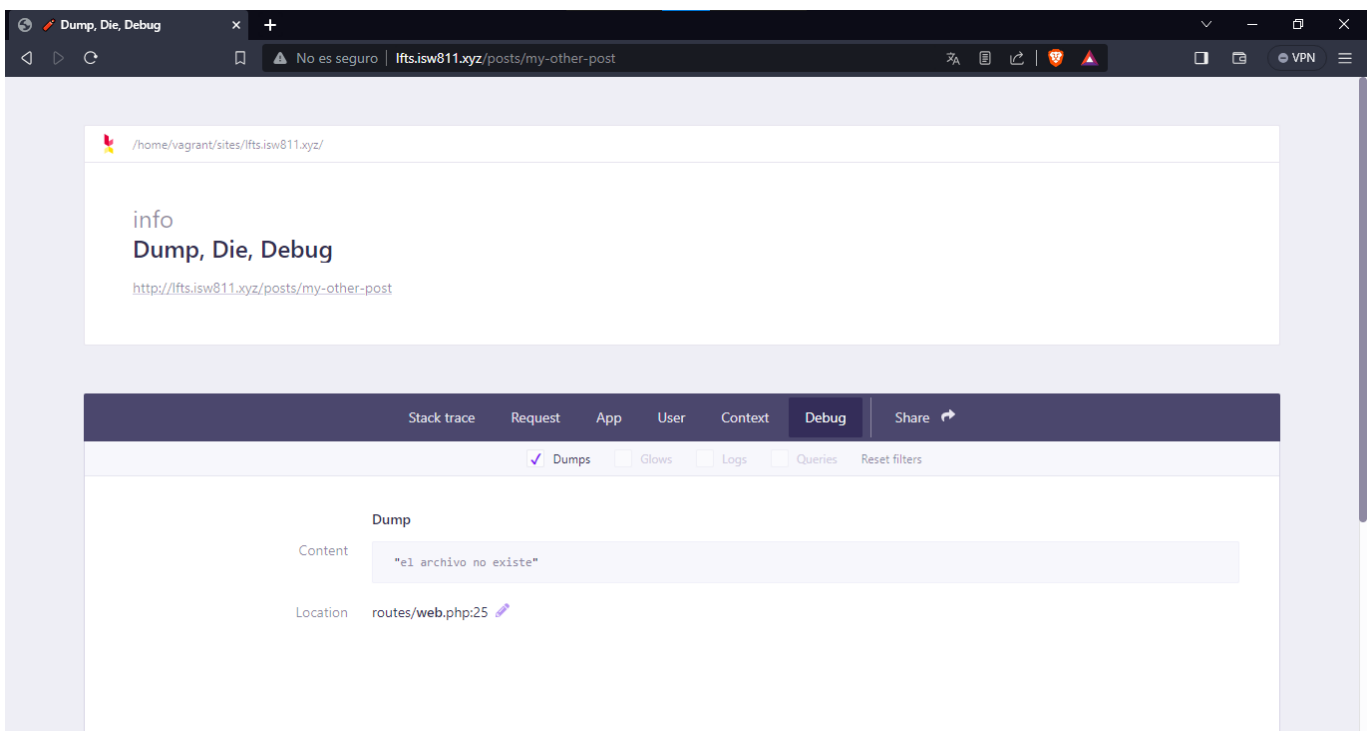 Dump, Die, Debug
No es seguro lfts.isw811.xyz/posts/my-other-post VPN
/home/vagrant/sites/lfts.isw811.xyz/
info
Dump, Die, Debug
http://lfts.isw811.xyz/posts/my-other-post
Stack trace Request App User Context Debug Share
Dumps Glows Logs Queries Reset filters
Dump
Content
"el archivo no existe"
Location routes/web.php:25